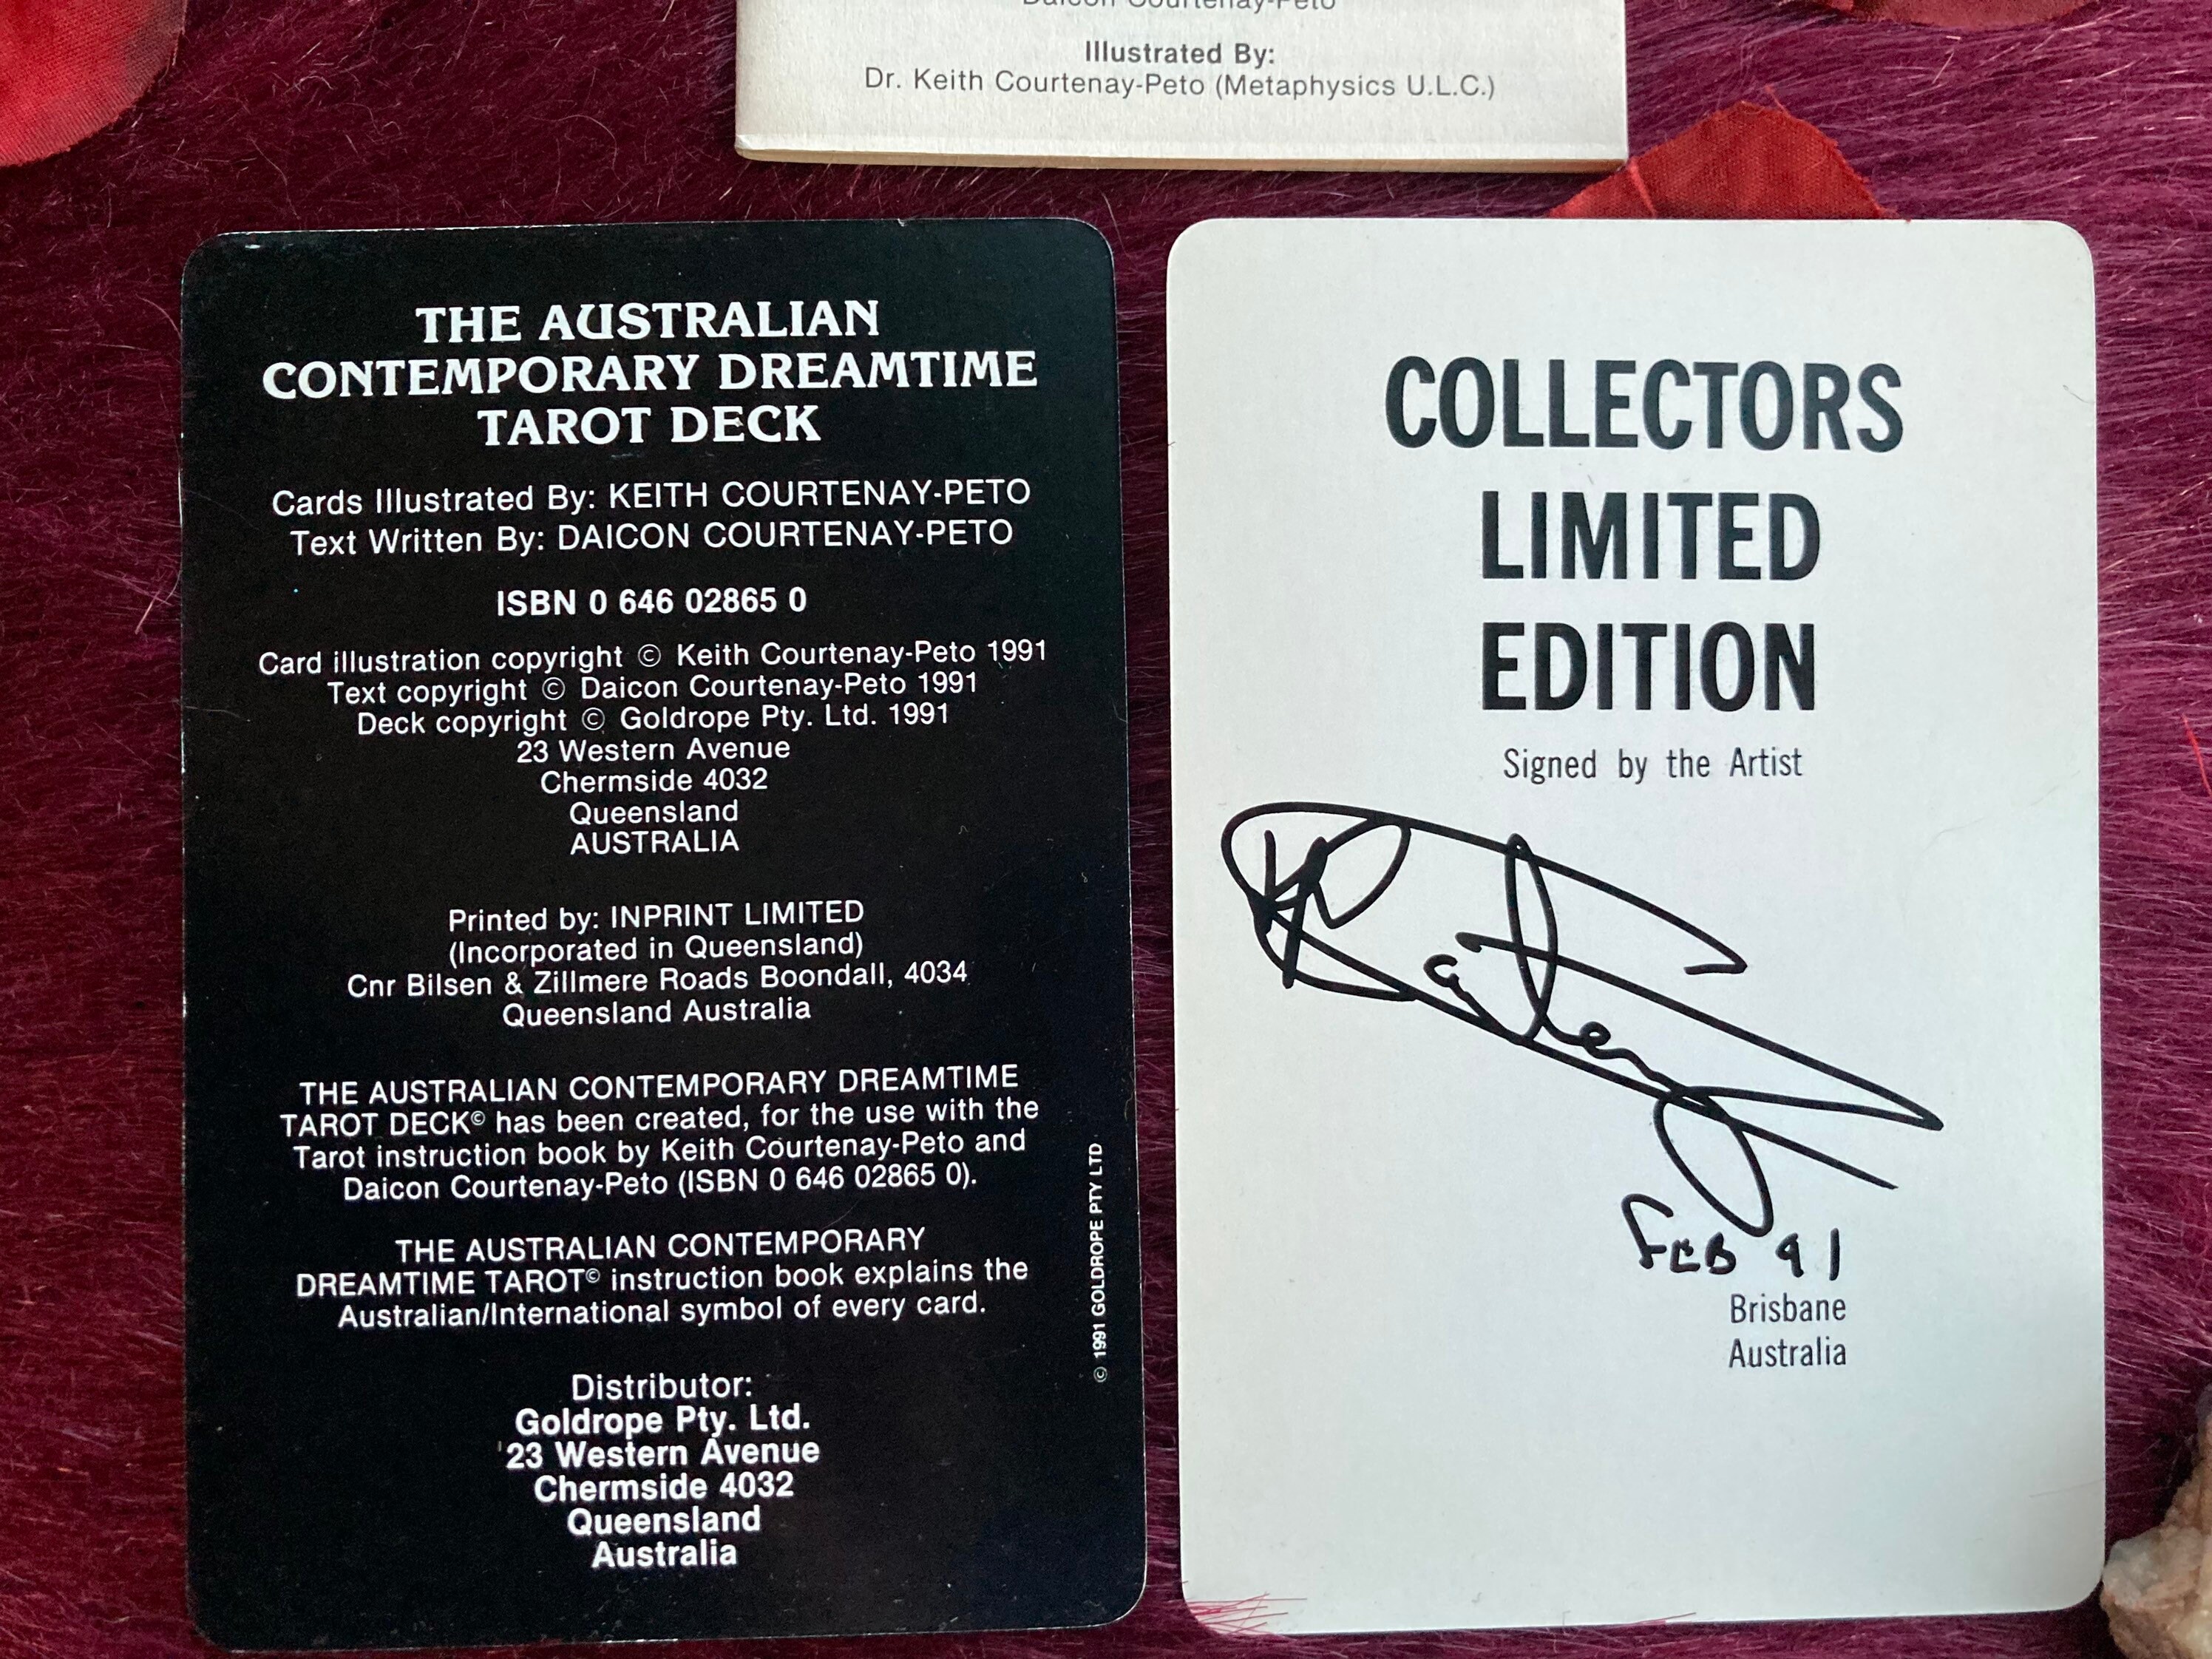 Daicon Courtenay-Peto
Illustrated By:
Dr. Keith Courtenay-Peto (Metaphysics U.L.C.)
THE AUSTRALIAN
CONTEMPORARY DREAMTIME
TAROT DECK
Cards Illustrated By: KEITH COURTENAY-PETO
Text Written By: DAICON COURTENAY-PETO
ISBN 0 646 02865 0
Card illustration copyright © Keith Courtenay-Peto 1991
Text copyright © Daicon Courtenay-Peto 1991
Deck copyright © Goldrope Pty. Ltd. 1991
23 Western Avenue
Chermside 4032
Queensland
AUSTRALIA
Printed by: INPRINT LIMITED
(Incorporated in Queensland)
Cnr Bilsen & Zillmere Roads Boondall, 4034
Queensland Australia
THE AUSTRALIAN CONTEMPORARY DREAMTIME
TAROT DECK© has been created, for the use with the
Tarot instruction book by Keith Courtenay-Peto and
Daicon Courtenay-Peto (ISBN 0 646 02865 0).
THE AUSTRALIAN CONTEMPORARY
DREAMTIME TAROT© instruction book explains the
Australian/International symbol of every card.
Distributor:
Goldrope Pty. Ltd.
23 Western Avenue
Chermside 4032
Queensland
Australia
© 1991 GOLDROPE PTY LTD
COLLECTORS
LIMITED
EDITION
Signed by the Artist
FEB 91
Brisbane
Australia